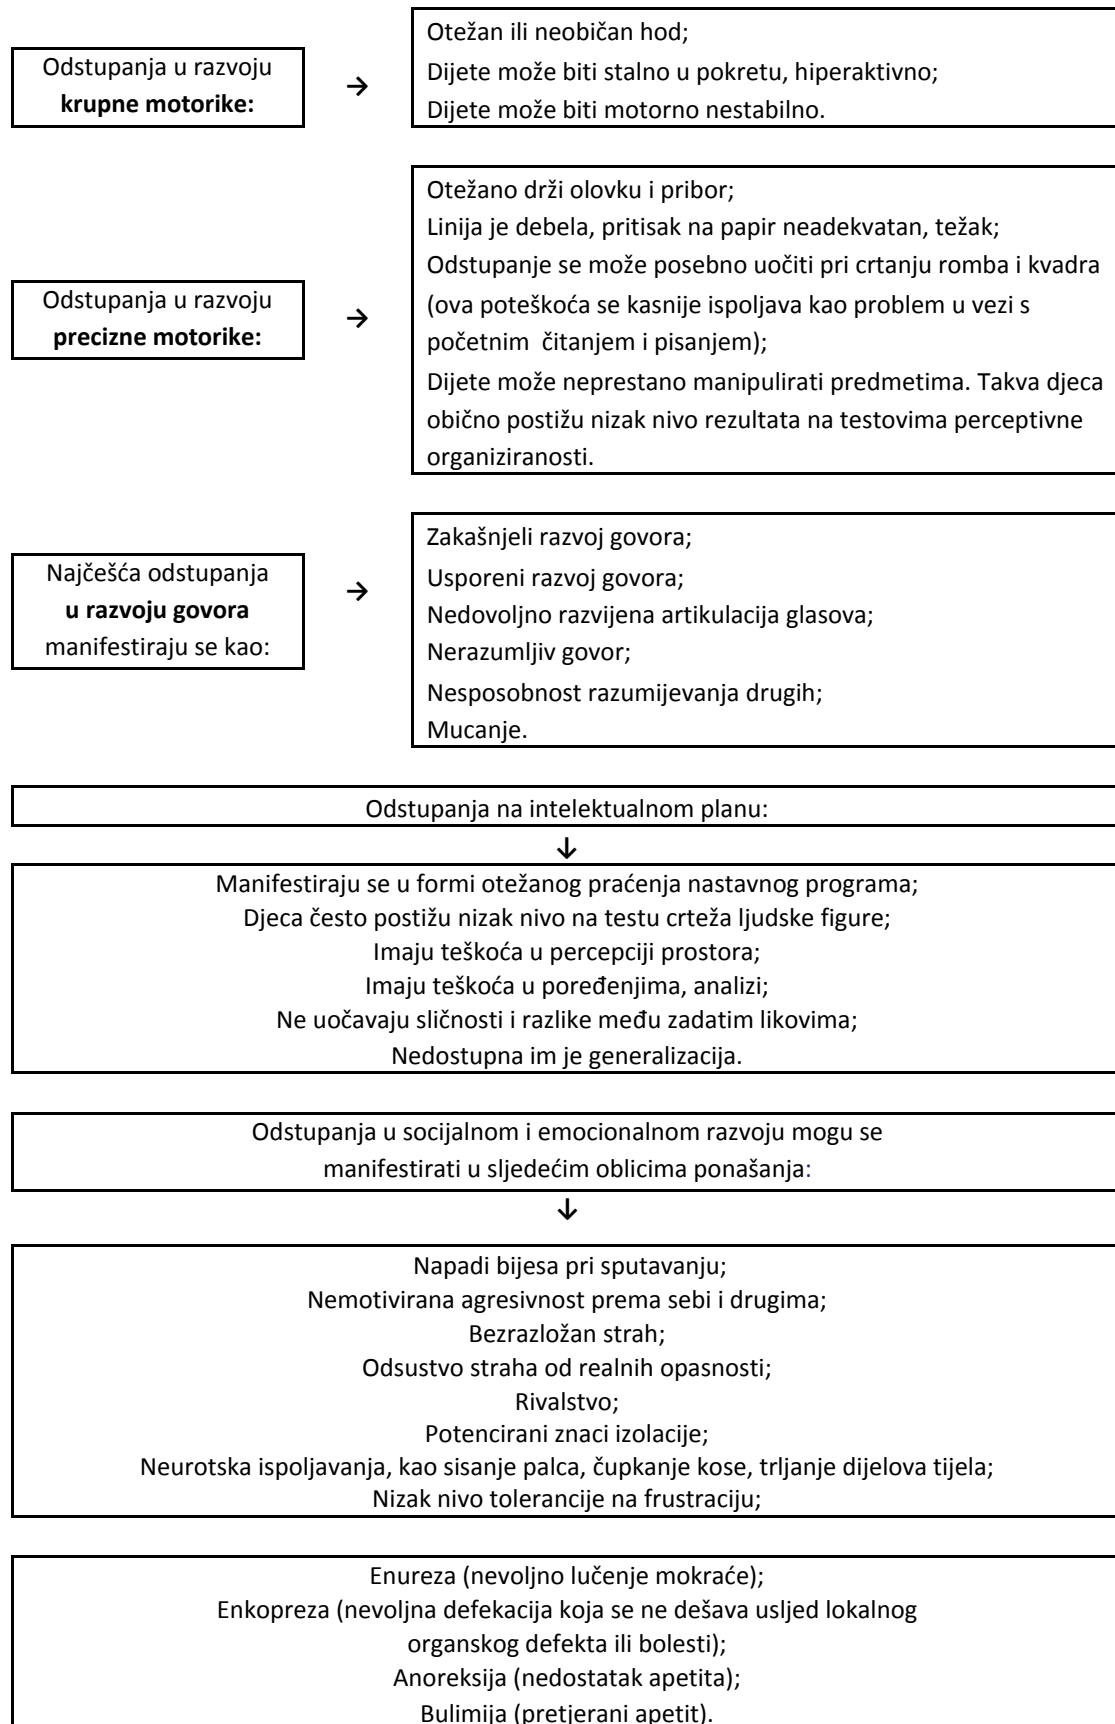 Odstupanja u razvoju
krupne motorike:
→
Otežan ili neobičan hod;
Dijete može biti stalno u pokretu, hiperaktivno;
Dijete može biti motorno nestabilno.
Odstupanja u razvoju
precizne motorike:
→
Otežano drži olovku i pribor;
Linija je debela, pritisak na papir neadekvatan, težak;
Odstupanje se može posebno uočiti pri crtanju romba i kvadra
(ova poteškoća se kasnije ispoljava kao problem u vezi s
početnim čitanjem i pisanjem);
Dijete može neprestano manipulirati predmetima. Takva djeca
obično postižu nizak nivo rezultata na testovima perceptivne
organiziranosti.
Najčešća odstupanja
u razvoju govora
manifestiraju se kao:
→
Zakašnjeli razvoj govora;
Usporeni razvoj govora;
Nedovoljno razvijena artikulacija glasova;
Nerazumljiv govor;
Nesposobnost razumijevanja drugih;
Mucanje.
Odstupanja na intelektualnom planu:
↓
Manifestiraju se u formi otežanog praćenja nastavnog programa;
Djeca često postižu nizak nivo na testu crteža ljudske figure;
Imaju teškoća u percepciji prostora;
Imaju teškoća u poređenjima, analizi;
Ne uočavaju sličnosti i razlike među zadatim likovima;
Nedostupna im je generalizacija.
Odstupanja u socijalnom i emocionalnom razvoju mogu se
manifestirati u sljedećim oblicima ponašanja:
↓
Napadi bijesa pri sputavanju;
Nemotivirana agresivnost prema sebi i drugima;
Bezrazložan strah;
Odsustvo straha od realnih opasnosti;
Rivalstvo;
Potencirani znaci izolacije;
Neurotska ispoljavanja, kao sisanje palca, čupkanje kose, trljanje dijelova tijela;
Nizak nivo tolerancije na frustraciju;
Enureza (nevoljno lučenje mokraće);
Enkopreza (nevoljna defekacija koja se ne dešava usljed lokalnog
organskog defekta ili bolesti);
Anoreksija (nedostatak apetita);
Bulimija (pretjerani apetit).